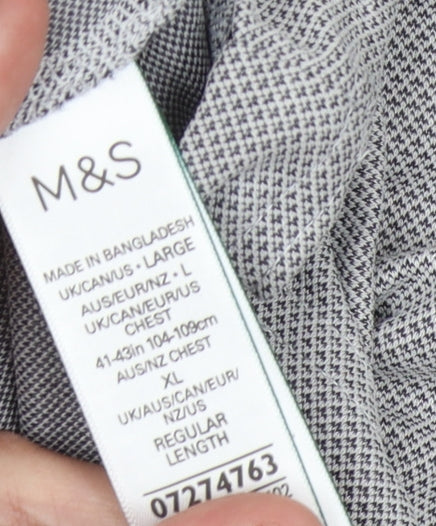 M&S
MADE IN BANGLADESH
UK/CAN/US • LARGE
AUS/EUR/NZ • L
UK/CAN/EUR/US
CHEST
41-43in 104-109cm
AUS/NZ CHEST
XL
UK/AUS/CAN/EUR/
NZ/US
REGULAR
LENGTH
07274763